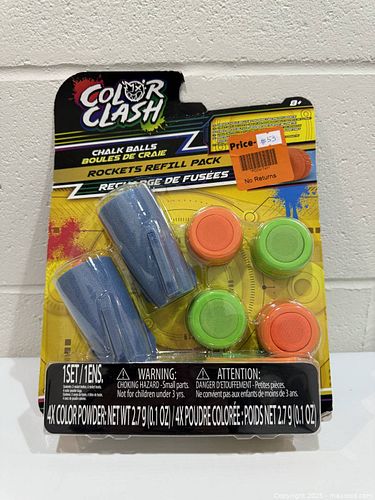 COLOR
CLASH
8+
CHALK BALLS
BOULES DE CRAIE
ROCKETS REFILL PACK
RECHARGE DE FUSÉES
Price-
$53
No Returns
1SET/1ENS.
WARNING:
CHOKING HAZARD-Small parts.
Not for children under 3 yrs.
ATTENTION:
DANGER D'ÉTOUFFEMENT-Petites pièces.
Ne convient pas aux enfants de moins de 3 ans.
4X COLOR POWDER: NET WT 2.7 g (0.1 OZ) / 4X POUDRE COLORÉE: POIDS NET 2.7 g (0.1 OZ)